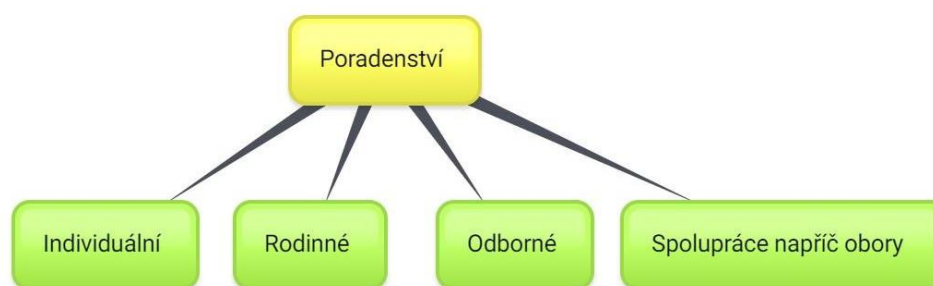 Poradenství
Individuální
Rodinné
Odborné
Spolupráce napříč obory